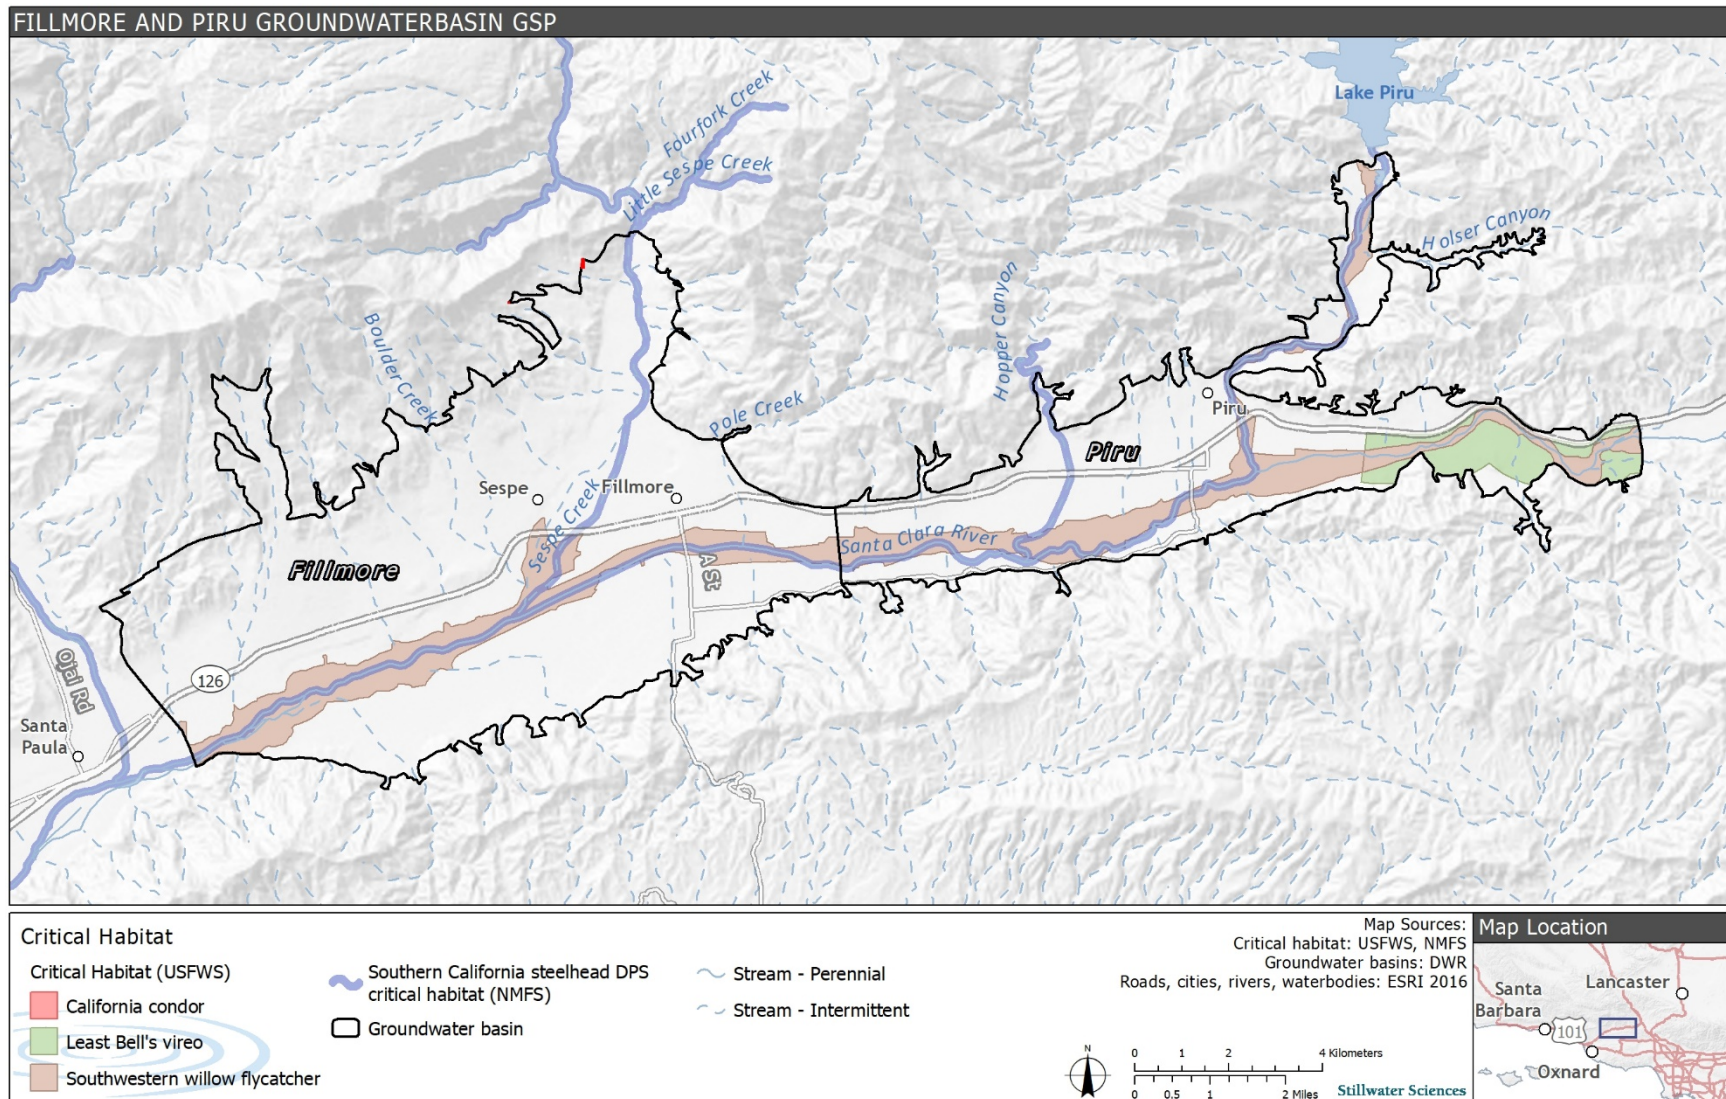 FILLMORE AND PIRU GROUNDWATERBASIN GSP
Lake Piru
Fourfork Creek
Little Sespe Creek
Holser Canyon
Hopper Canyon
Boulder Creek
Pole Creek
Piru
Piru
Sespe
Fillmore
Sespe Creek
Santa Clara River
A St
Fillmore
126
Ojai Rd
Santa
Paula
Critical Habitat
Critical Habitat (USFWS)
California condor
Least Bell's vireo
Southwestern willow flycatcher
Southern California steelhead DPS
critical habitat (NMFS)
Groundwater basin
Stream - Perennial
Stream - Intermittent
Map Sources:
Critical habitat: USFWS, NMFS
Groundwater basins: DWR
Roads, cities, rivers, waterbodies: ESRI 2016
N
0 1 2 4 Kilometers
0 0.5 1 2 Miles
Stillwater Sciences
Map Location
Santa
Barbara
Lancaster
101
Oxnard